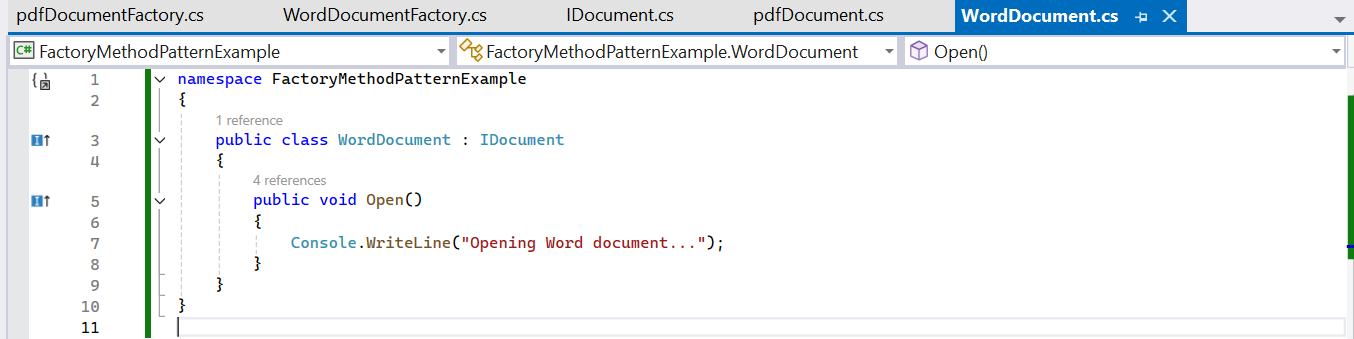 pdfDocumentFactory.cs WordDocumentFactory.cs IDocument.cs pdfDocument.cs WordDocument.cs
C# FactoryMethodPatternExample FactoryMethodPatternExample.WordDocument Open()
1 namespace FactoryMethodPatternExample
2 {
1 reference
3 public class WordDocument : IDocument
4 {
4 references
5 public void Open()
6 {
7 Console.WriteLine("Opening Word document...");
8 }
9 }
10 }
11